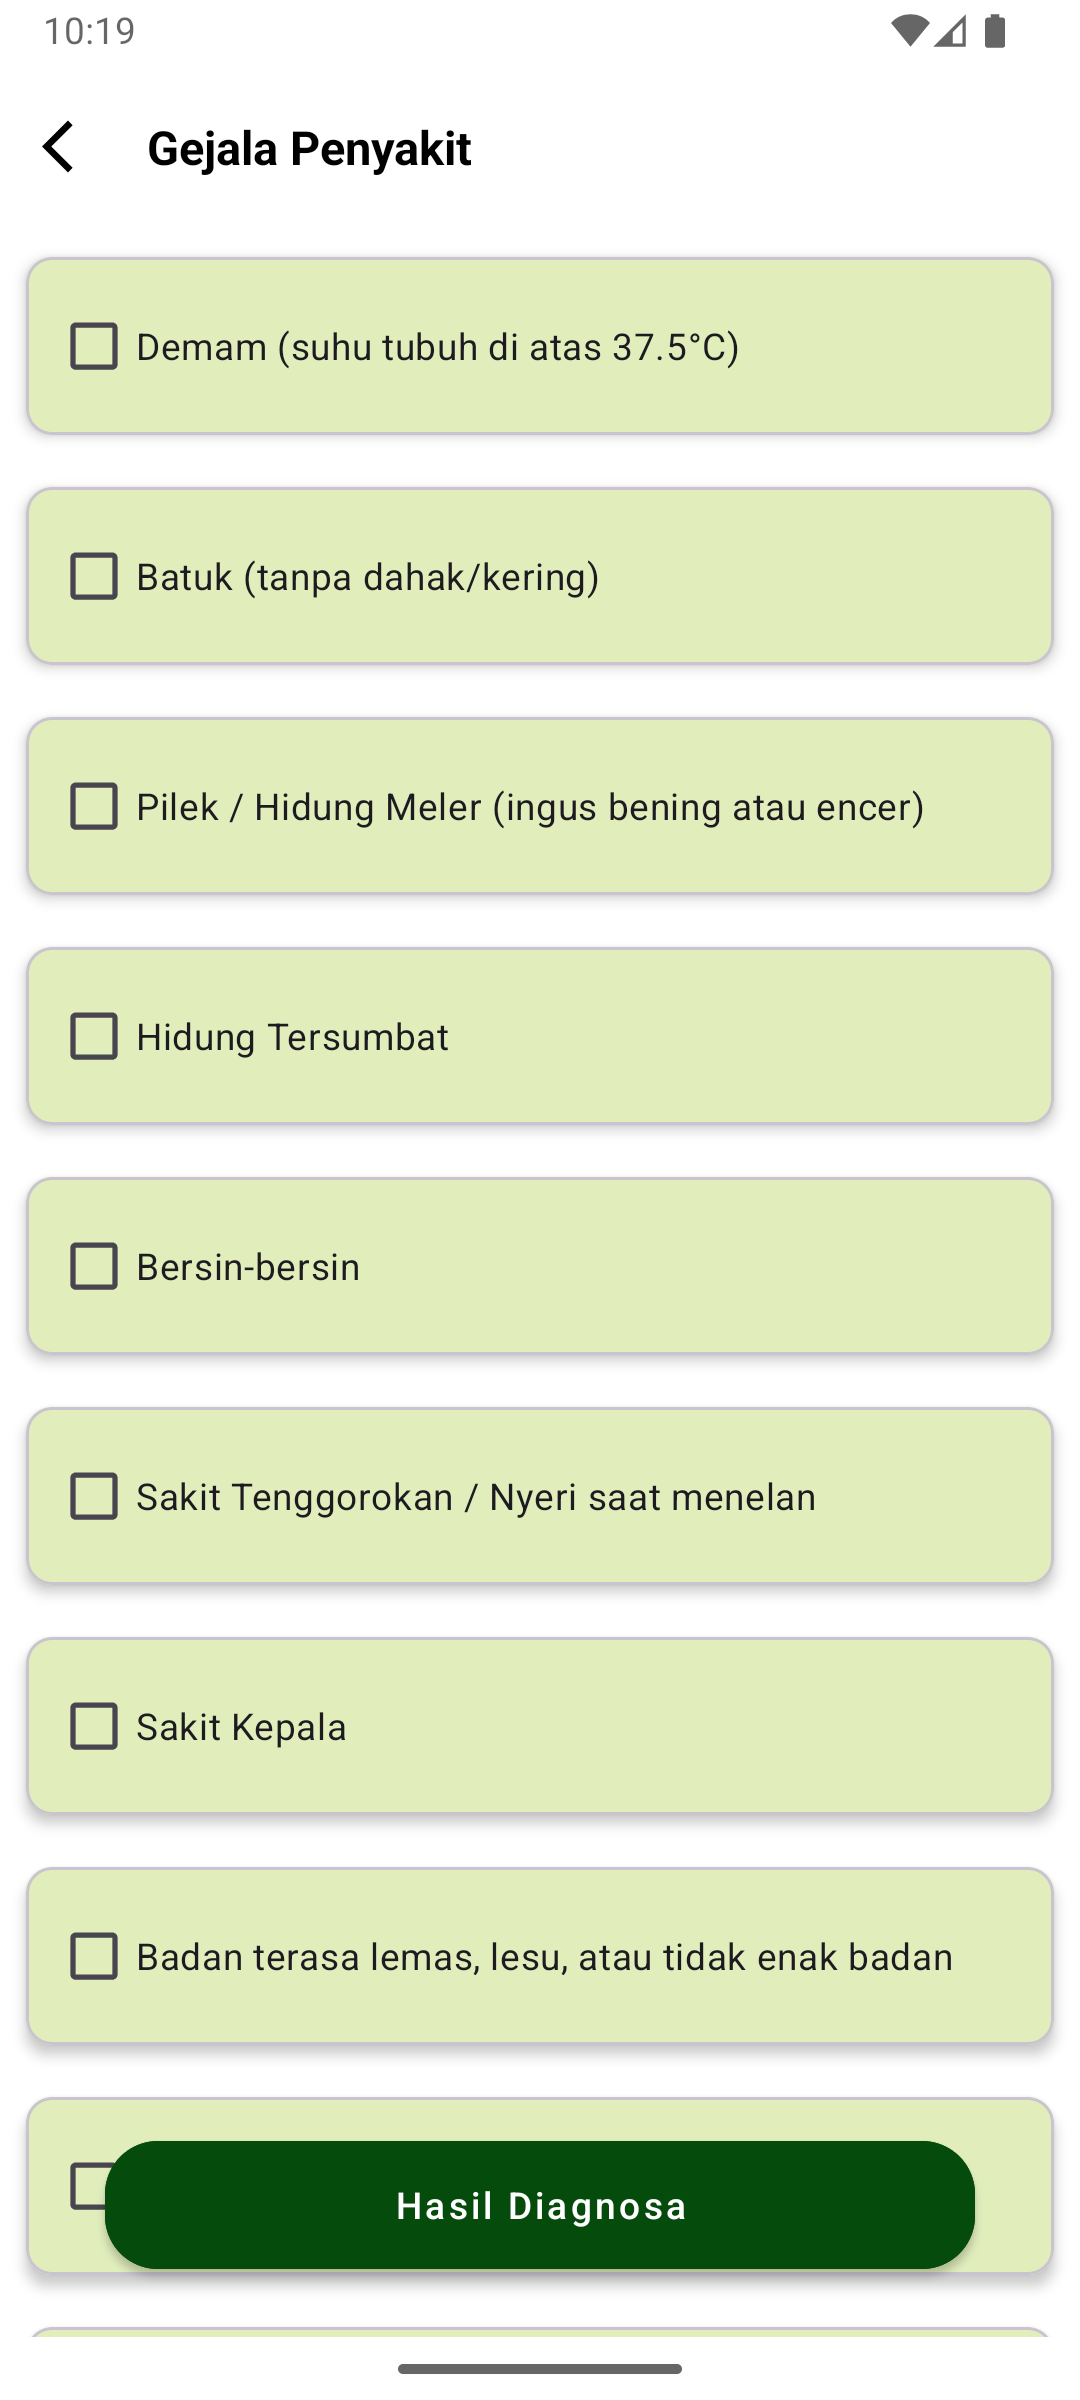 10:19
Gejala Penyakit
Demam (suhu tubuh di atas 37.5°C)
Batuk (tanpa dahak/kering)
Pilek / Hidung Meler (ingus bening atau encer)
Hidung Tersumbat
Bersin-bersin
Sakit Tenggorokan / Nyeri saat menelan
Sakit Kepala
Badan terasa lemas, lesu, atau tidak enak badan
Hasil Diagnosa